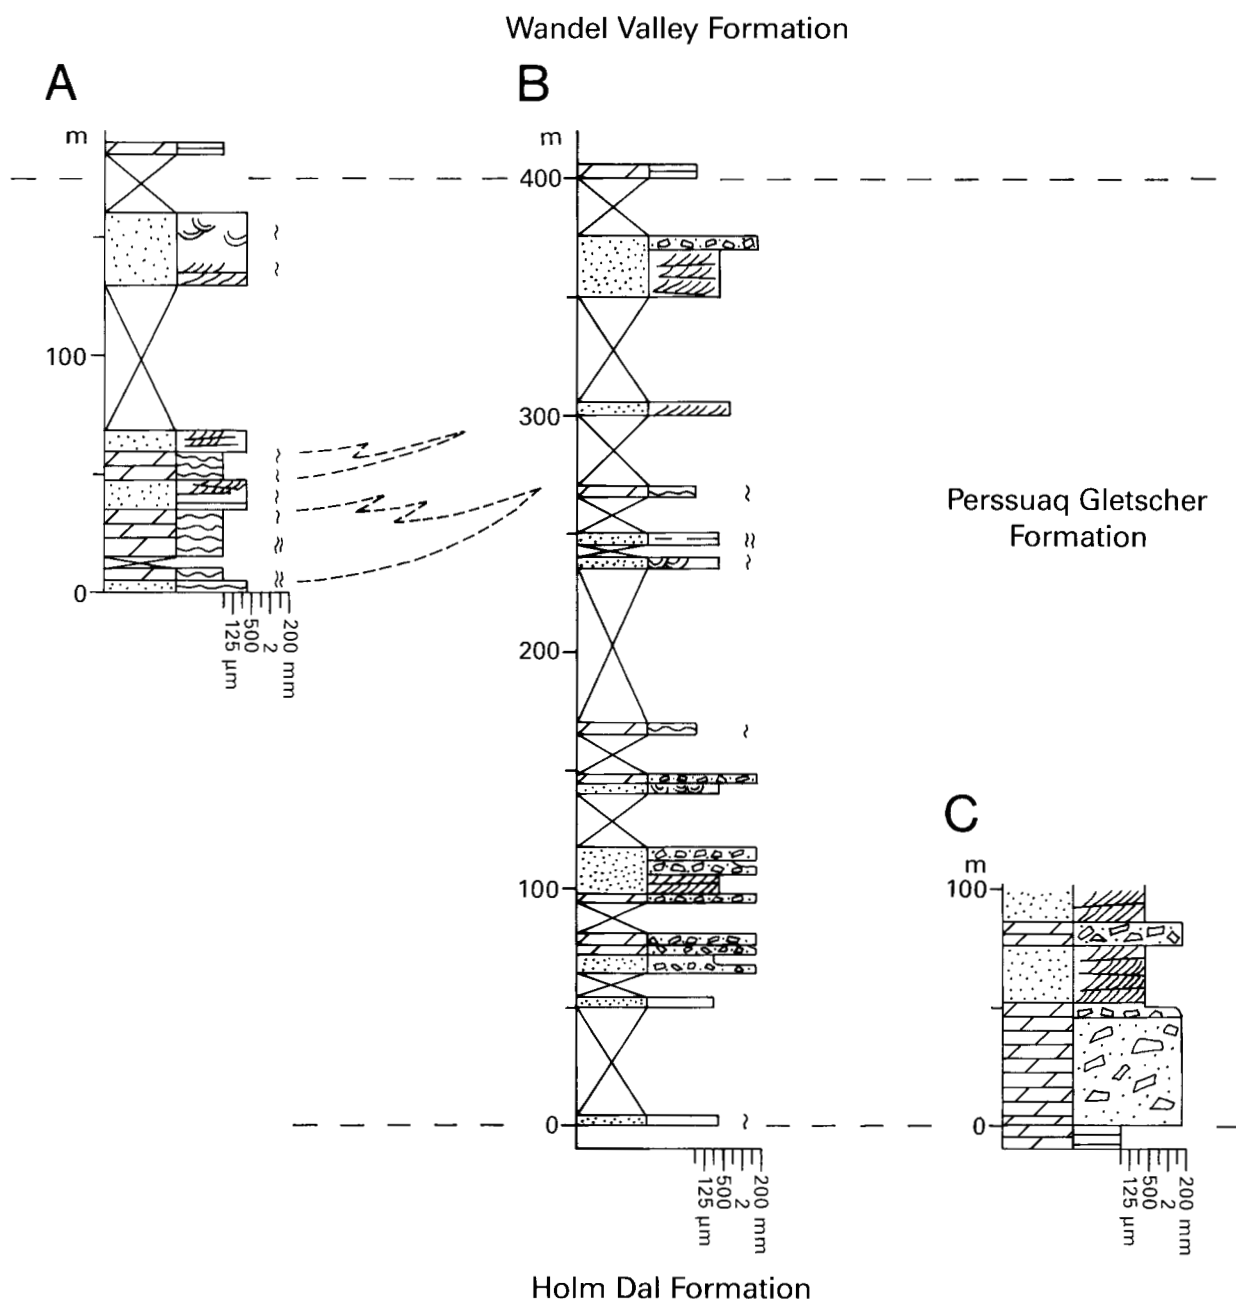 Wandel Valley Formation
A
m
100
0
125 µm
500
2
200 mm
B
m
400
300
200
100
0
125 µm
500
2
200 mm
Perssuaq Gletscher
Formation
C
m
100
0
125 µm
500
2
200 mm
Holm Dal Formation